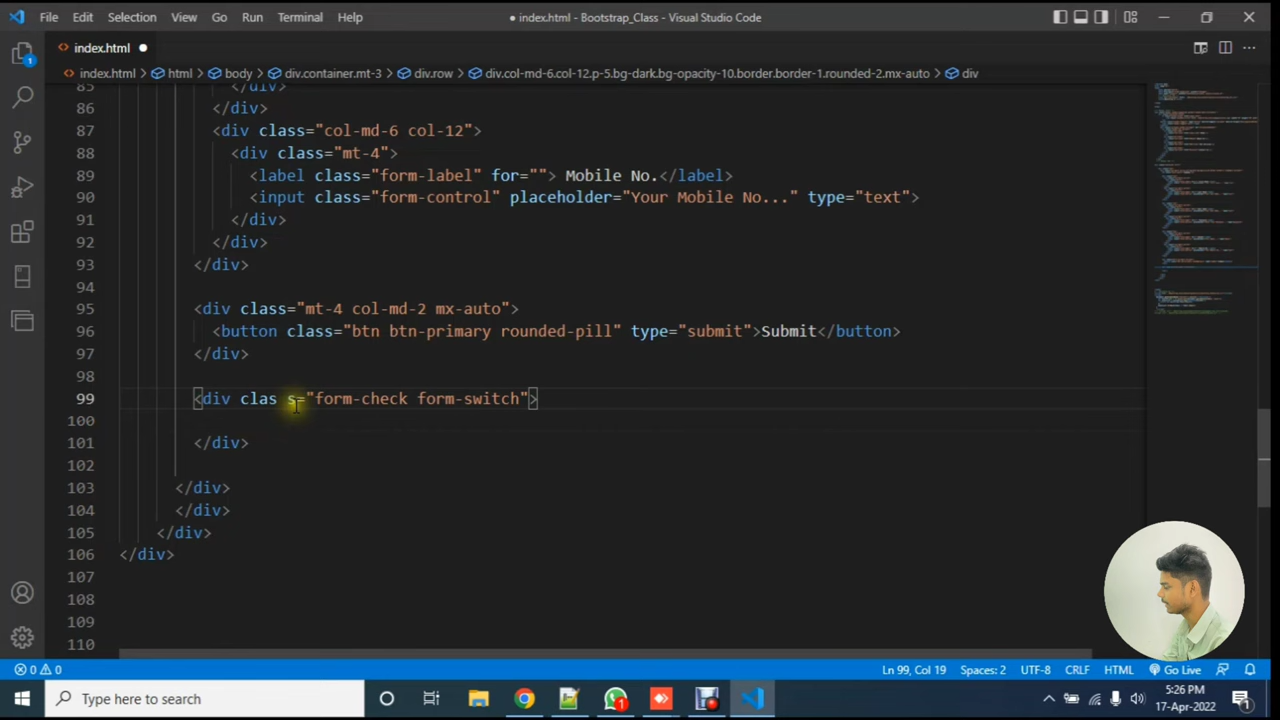 File Edit Selection View Go Run Terminal Help
● index.html - Bootstrap_Class - Visual Studio Code
index.html
index.html > html > body > div.container.mt-3 > div.row > div.col-md-6.col-12.p-5.bg-dark.bg-opacity-10.border.border-1.rounded-2.mx-auto > div
85 </div>
86 </div>
87 <div class="col-md-6 col-12">
88 <div class="mt-4">
89 <label class="form-label" for=""> Mobile No.</label>
90 <input class="form-control" placeholder="Your Mobile No..." type="text">
91 </div>
92 </div>
93 </div>
94
95 <div class="mt-4 col-md-2 mx-auto">
96 <button class="btn btn-primary rounded-pill" type="submit">Submit</button>
97 </div>
98
99 <div clas s="form-check form-switch">
100
101 </div>
102
103 </div>
104 </div>
105 </div>
106 </div>
107
108
109
110
1
0 0 Ln 99, Col 19 Spaces: 2 UTF-8 CRLF HTML Go Live
Type here to search
1
5:26 PM
17-Apr-2022
1